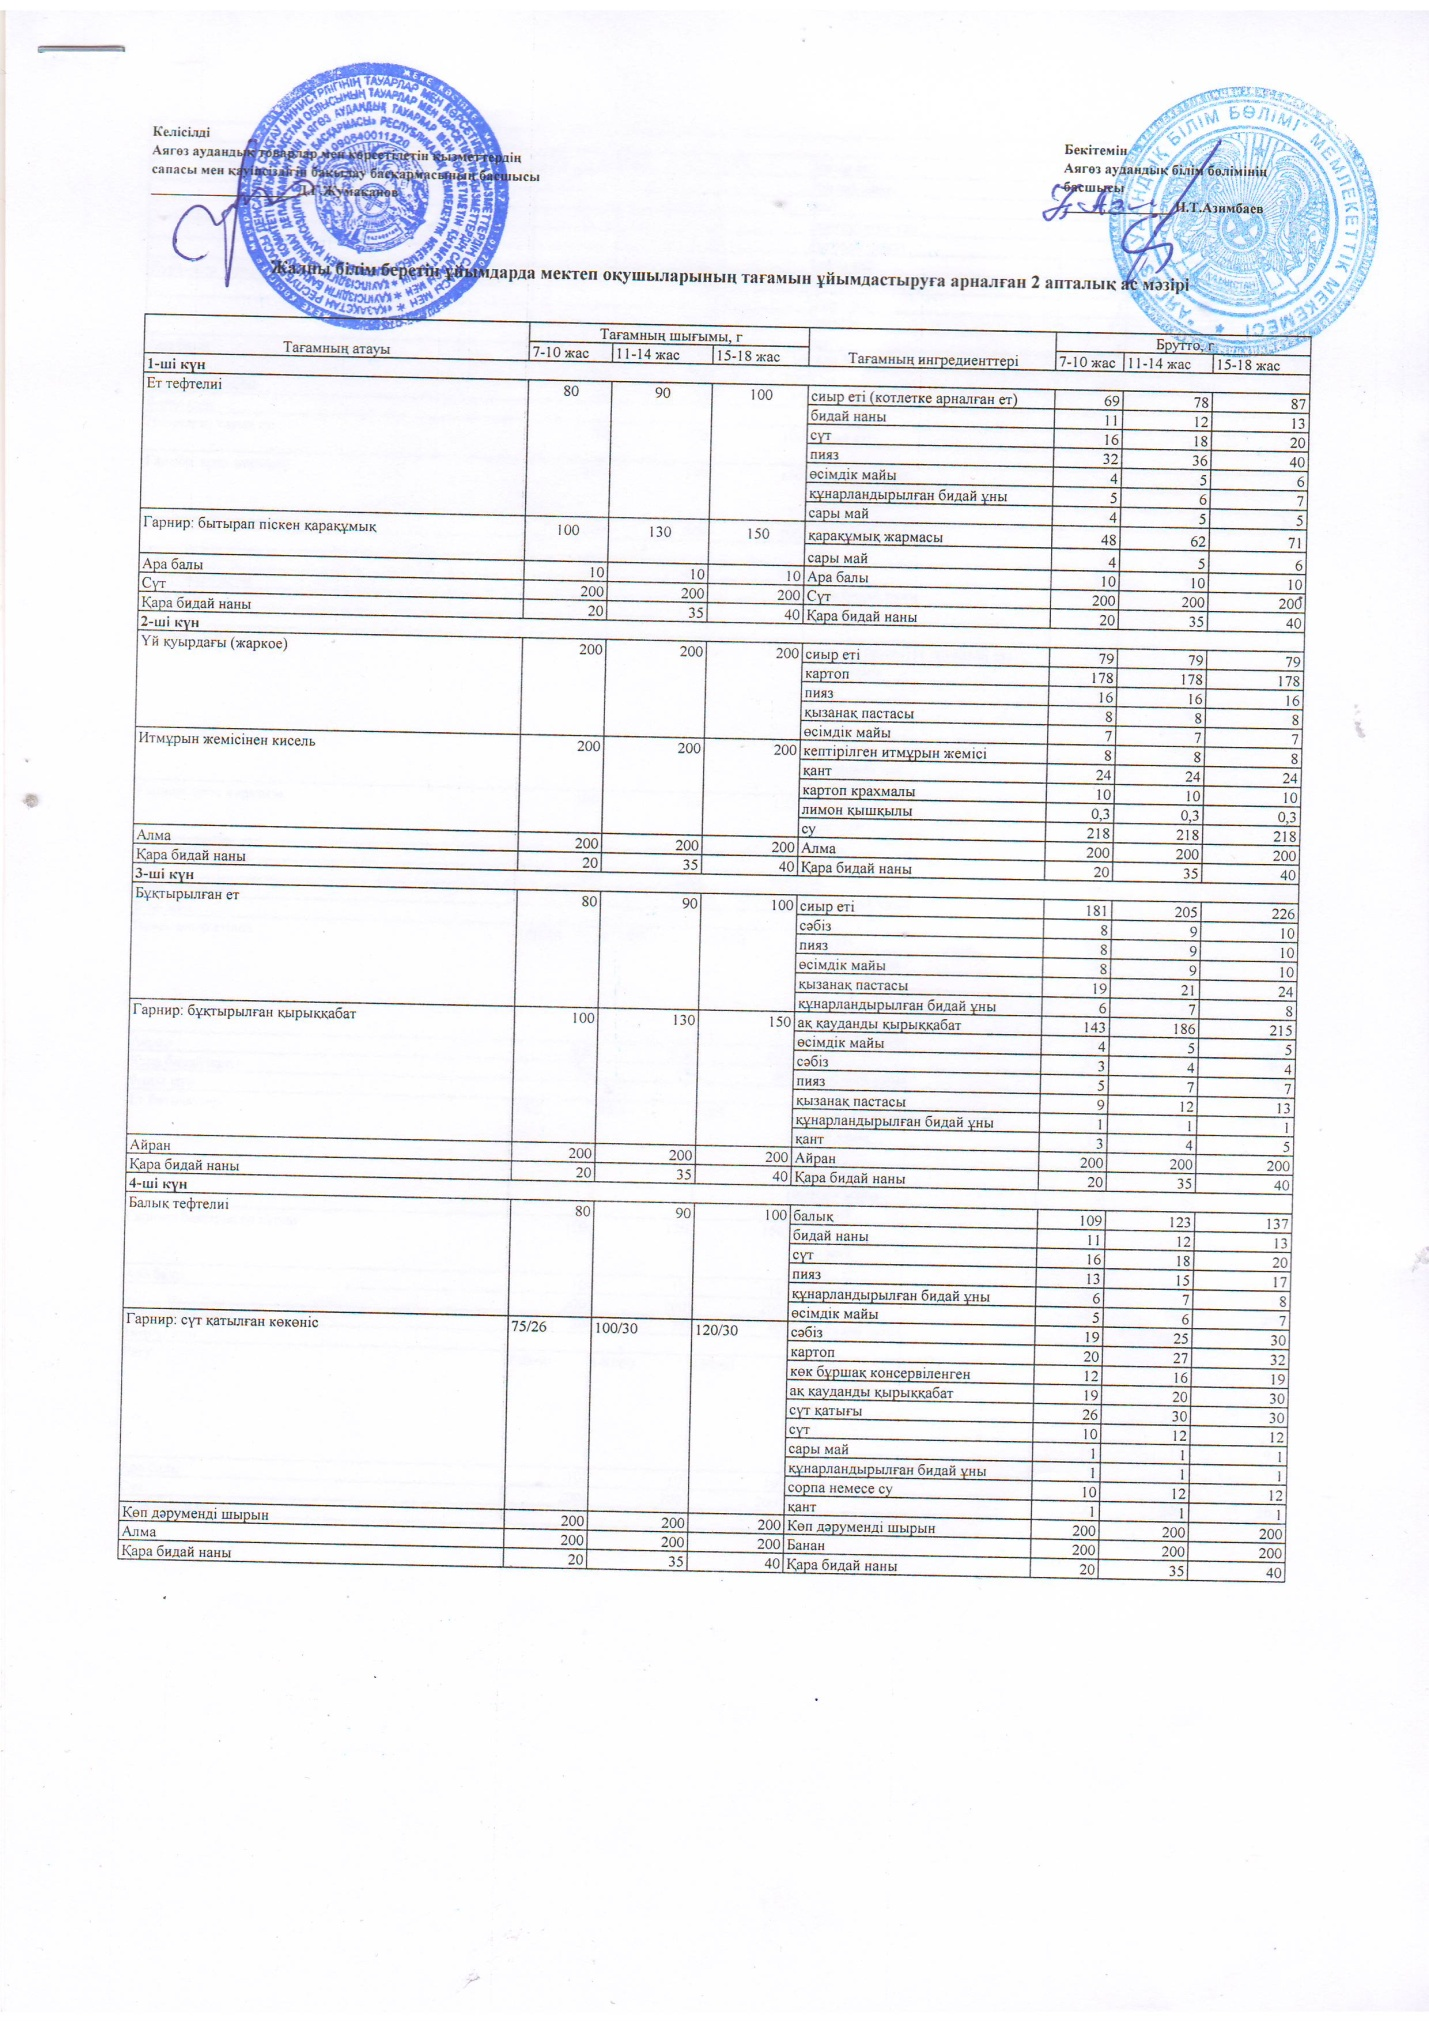 Келісілді
Аягөз аудандық товарлар мен көрсетілетін қызметтердің
сапасы мен қауіпсіздігін бақылау басқармасының басшысы
Д.Г.Жумаканов
Бекітемін
Аягөз аудандық білім бөлімінің
басшысы
Азимбаев
Жалпы білім беретін ұйымдарда мектеп оқушыларының тағамын ұйымдастыруға арналған 2 апталық ас мәзірі
Тағамның атауы Тағамның шығымы, г Тағамның ингредиенттері Брутто, г
7-10 жас 11-14 жас 15-18 жас 7-10 жас 11-14 жас 15-18 жас
1-ші күн
Ет тефтелиі 80 90 100 сиыр еті (котлетке арналған ет) 69 78 87
бидай наны 11 12 13
сүт 16 18 20
пияз 32 36 40
өсімдік майы 4 5 6
құнарландырылған бидай ұны 5 6 7
сары май 4 5 5
Гарнир: бытырап піскен қарақұмық 100 130 150 қарақұмық жармасы 48 62 71
сары май 4 5 6
Ара балы 10 10 10 Ара балы 10 10 10
Сүт 200 200 200 Сүт 200 200 200
Қара бидай наны 20 35 40 Қара бидай наны 20 35 40
2-ші күн
Үй қуырдағы (жаркое) 200 200 200 сиыр еті 79 79 79
картоп 178 178 178
пияз 16 16 16
қызанақ пастасы 8 8 8
өсімдік майы 7 7 7
Итмұрын жемісінен кисель 200 200 200 кептірілген итмұрын жемісі 8 8 8
қант 24 24 24
картоп крахмалы 10 10 10
лимон қышқылы 0,3 0,3 0,3
су 218 218 218
Алма 200 200 200 Алма 200 200 200
Қара бидай наны 20 35 40 Қара бидай наны 20 35 40
3-ші күн
Бұқтырылған ет 80 90 100 сиыр еті 181 205 226
сәбіз 8 9 10
пияз 8 9 10
өсімдік майы 8 9 10
қызанақ пастасы 19 21 24
құнарландырылған бидай ұны 6 7 8
Гарнир: бұқтырылған қырыққабат 100 130 150 ақ қауданды қырыққабат 143 186 215
өсімдік майы 4 5 5
сәбіз 3 4 4
пияз 5 7 7
қызанақ пастасы 9 12 13
құнарландырылған бидай ұны 1 1 1
қант 3 4 5
Айран 200 200 200 Айран 200 200 200
Қара бидай наны 20 35 40 Қара бидай наны 20 35 40
4-ші күн
Балық тефтелиі 80 90 100 балық 109 123 137
бидай наны 11 12 13
сүт 16 18 20
пияз 13 15 17
құнарландырылған бидай ұны 6 7 8
өсімдік майы 5 6 7
Гарнир: сүт қатылған көкөніс 75/26 100/30 120/30 сәбіз 19 25 30
картоп 20 27 32
көк бұршақ консервіленген 12 16 19
ақ қауданды қырыққабат 19 20 30
сүт қатығы 26 30 30
сүт 10 12 12
сары май 1 1 1
құнарландырылған бидай ұны 1 1 1
сорпа немесе су 10 12 12
қант 1 1 1
Көп дәруменді шырын 200 200 200 Көп дәруменді шырын 200 200 200
Алма 200 200 200 Банан 200 200 200
Қара бидай наны 20 35 40 Қара бидай наны 20 35 40